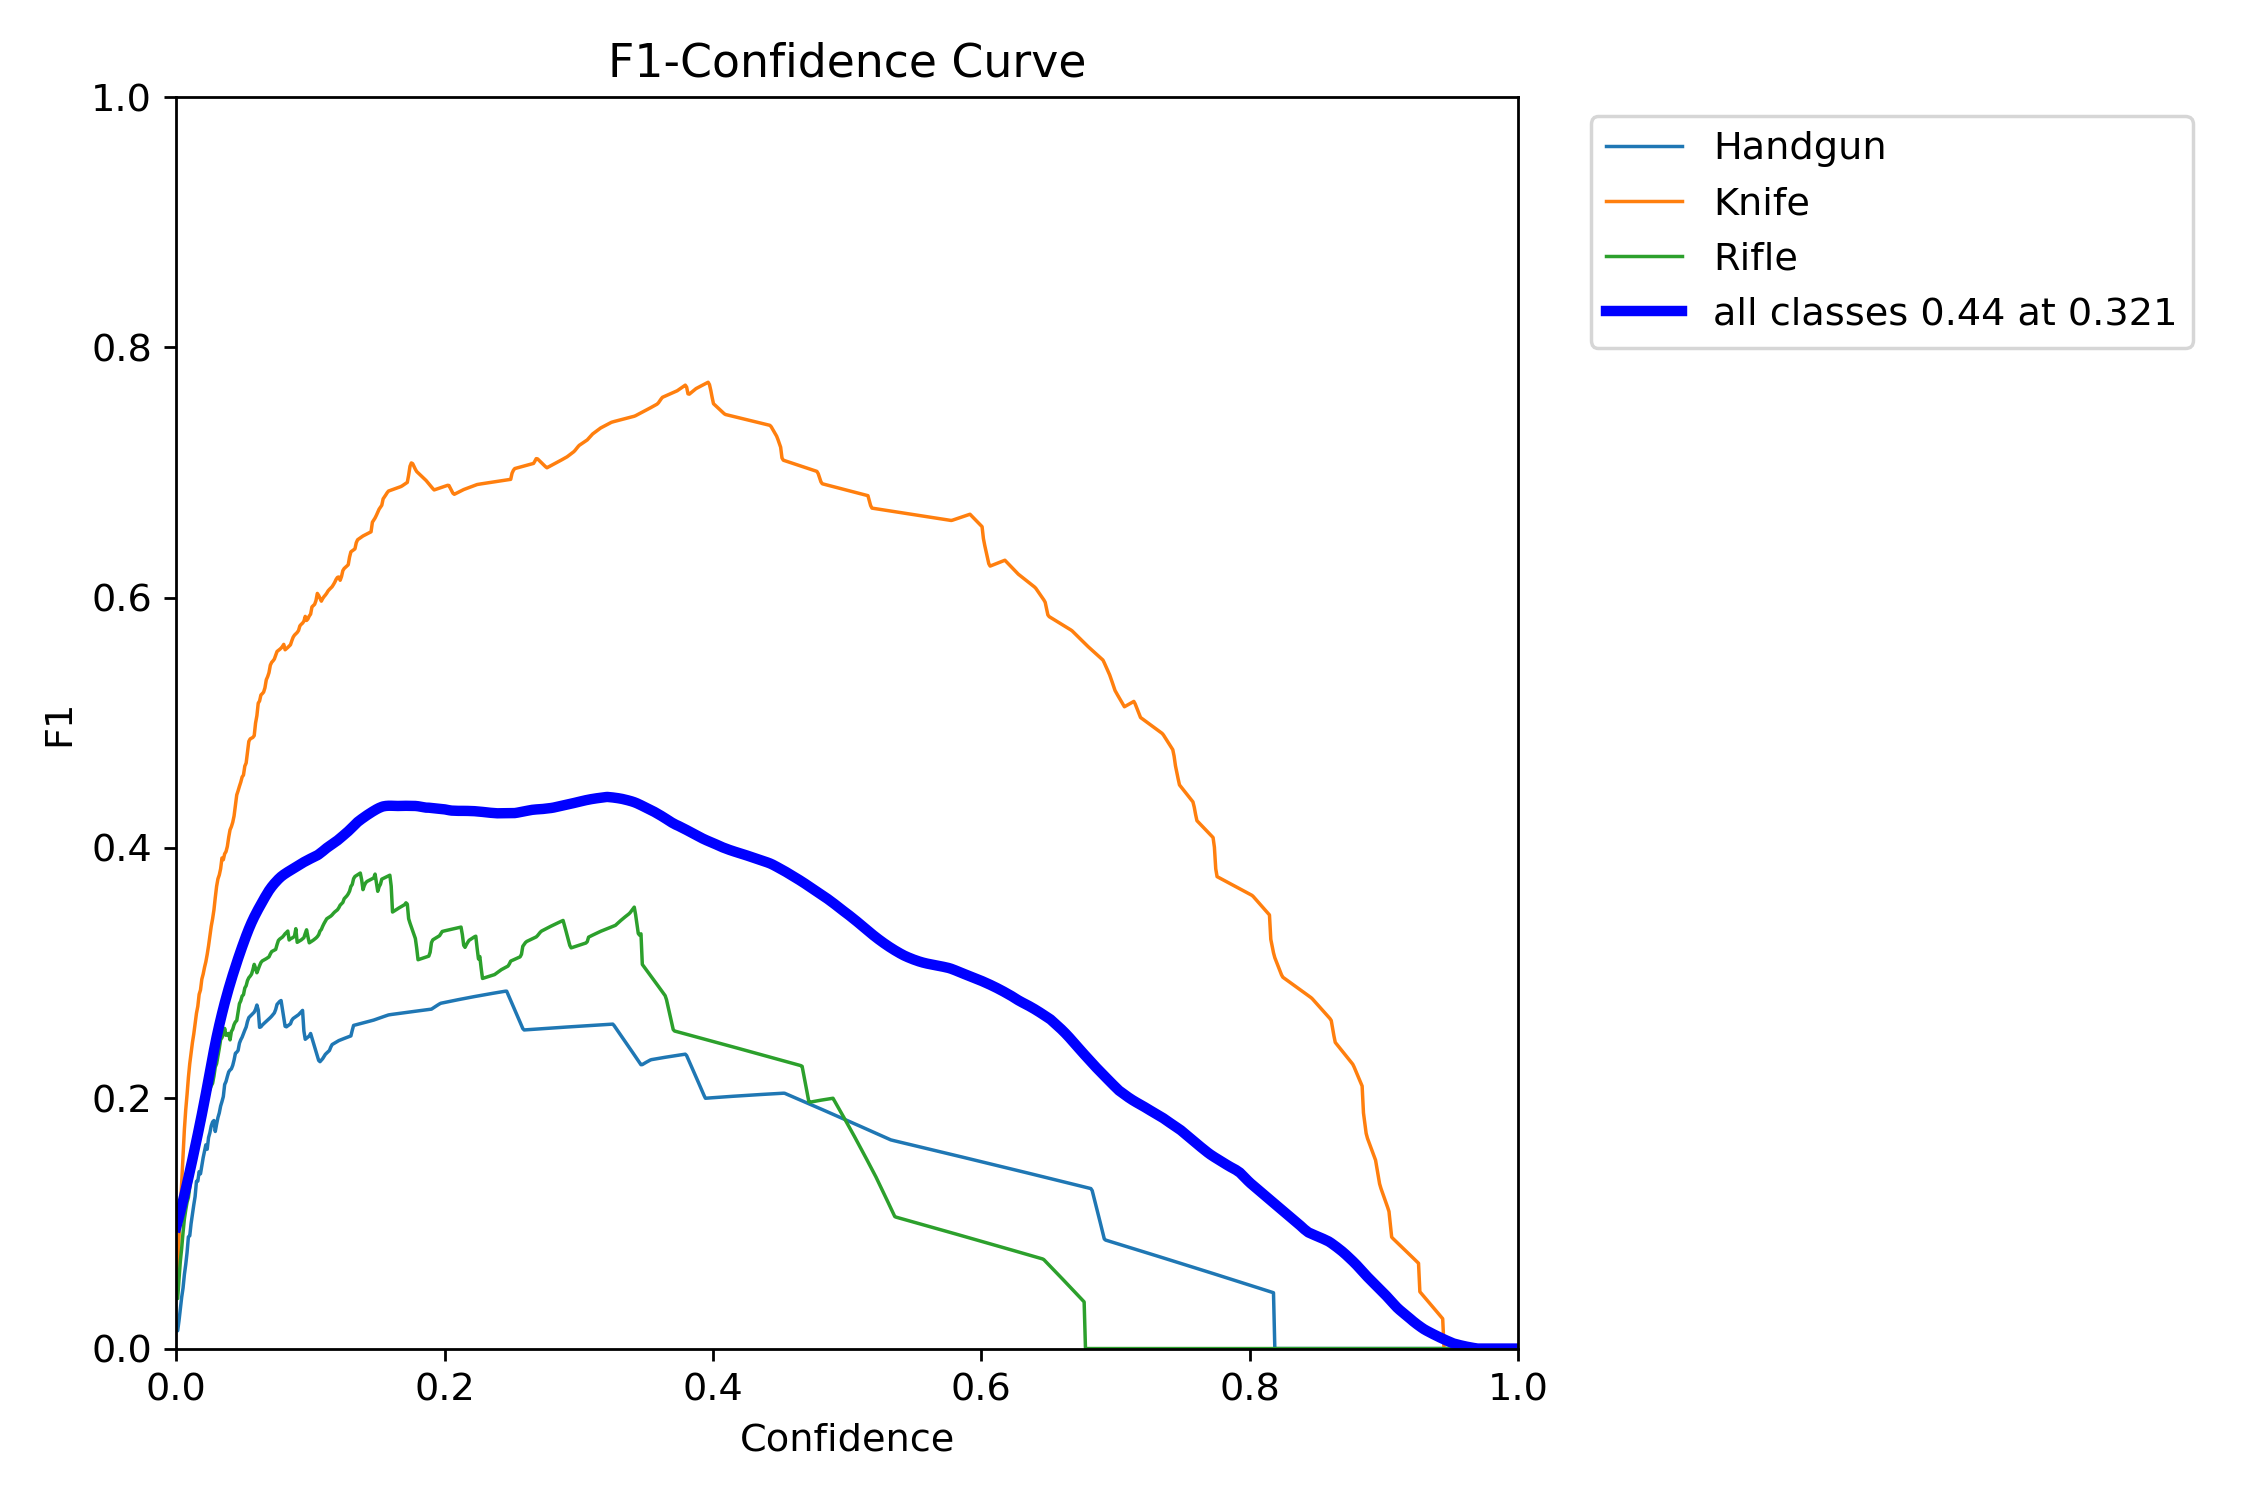 F1-Confidence Curve
1.0
0.8
0.6
0.4
0.2
0.0
F1
0.0 0.2 0.4 0.6 0.8 1.0
Confidence
Handgun
Knife
Rifle
all classes 0.44 at 0.321